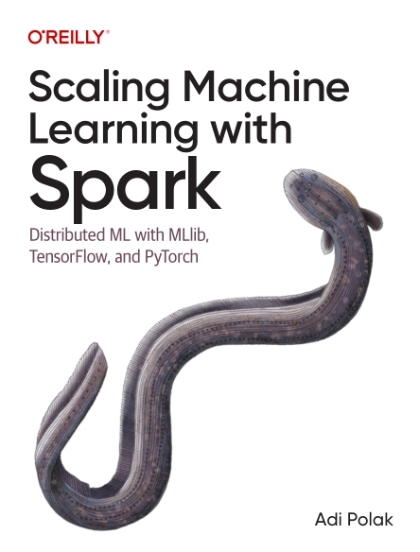 O'REILLY®
Scaling Machine
Learning with
Spark
Distributed ML with MLlib,
TensorFlow, and PyTorch
Adi Polak